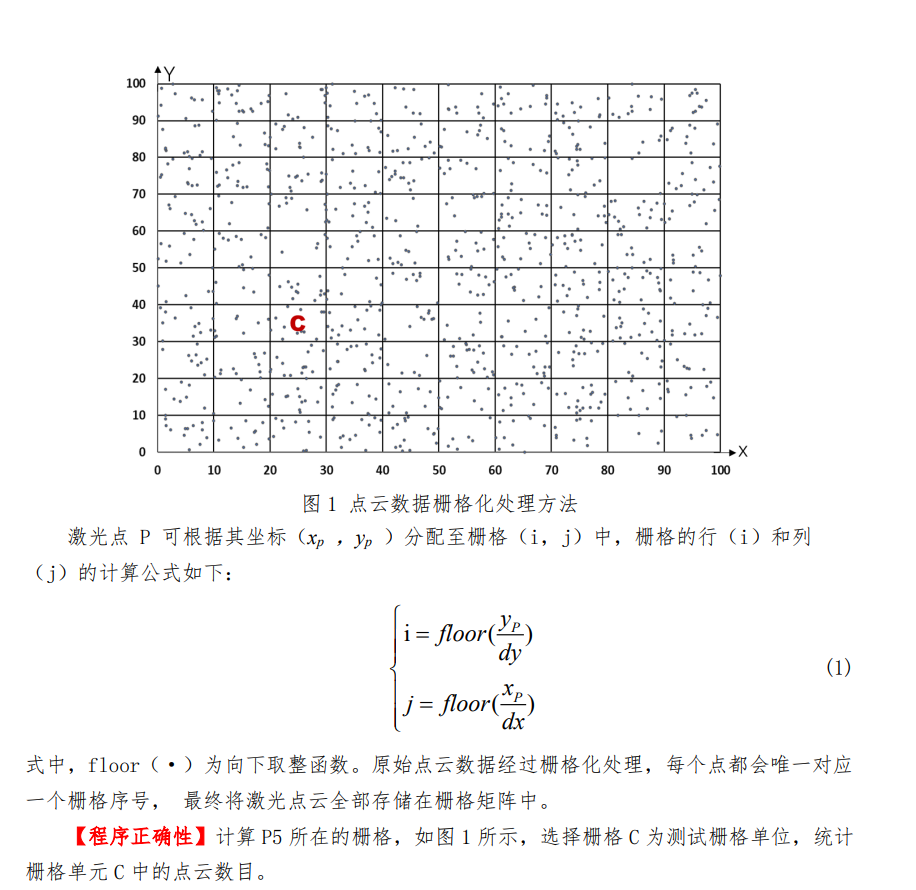 Y
100
90
80
70
60
50
40
30
20
10
0
C
X
0 10 20 30 40 50 60 70 80 90 100
图 1 点云数据栅格化处理方法
激光点 P 可根据其坐标（xₚ , yₚ ）分配至栅格（i, j）中，栅格的行（i）和列
（j）的计算公式如下：
i = floor(y_P/dy)
j = floor(x_P/dx)
(1)
式中，floor（·）为向下取整函数。原始点云数据经过栅格化处理，每个点都会唯一对应
一个栅格序号， 最终将激光点云全部存储在栅格矩阵中。
【程序正确性】计算 P5 所在的栅格，如图 1 所示，选择栅格 C 为测试栅格单位，统计
栅格单元 C 中的点云数目。